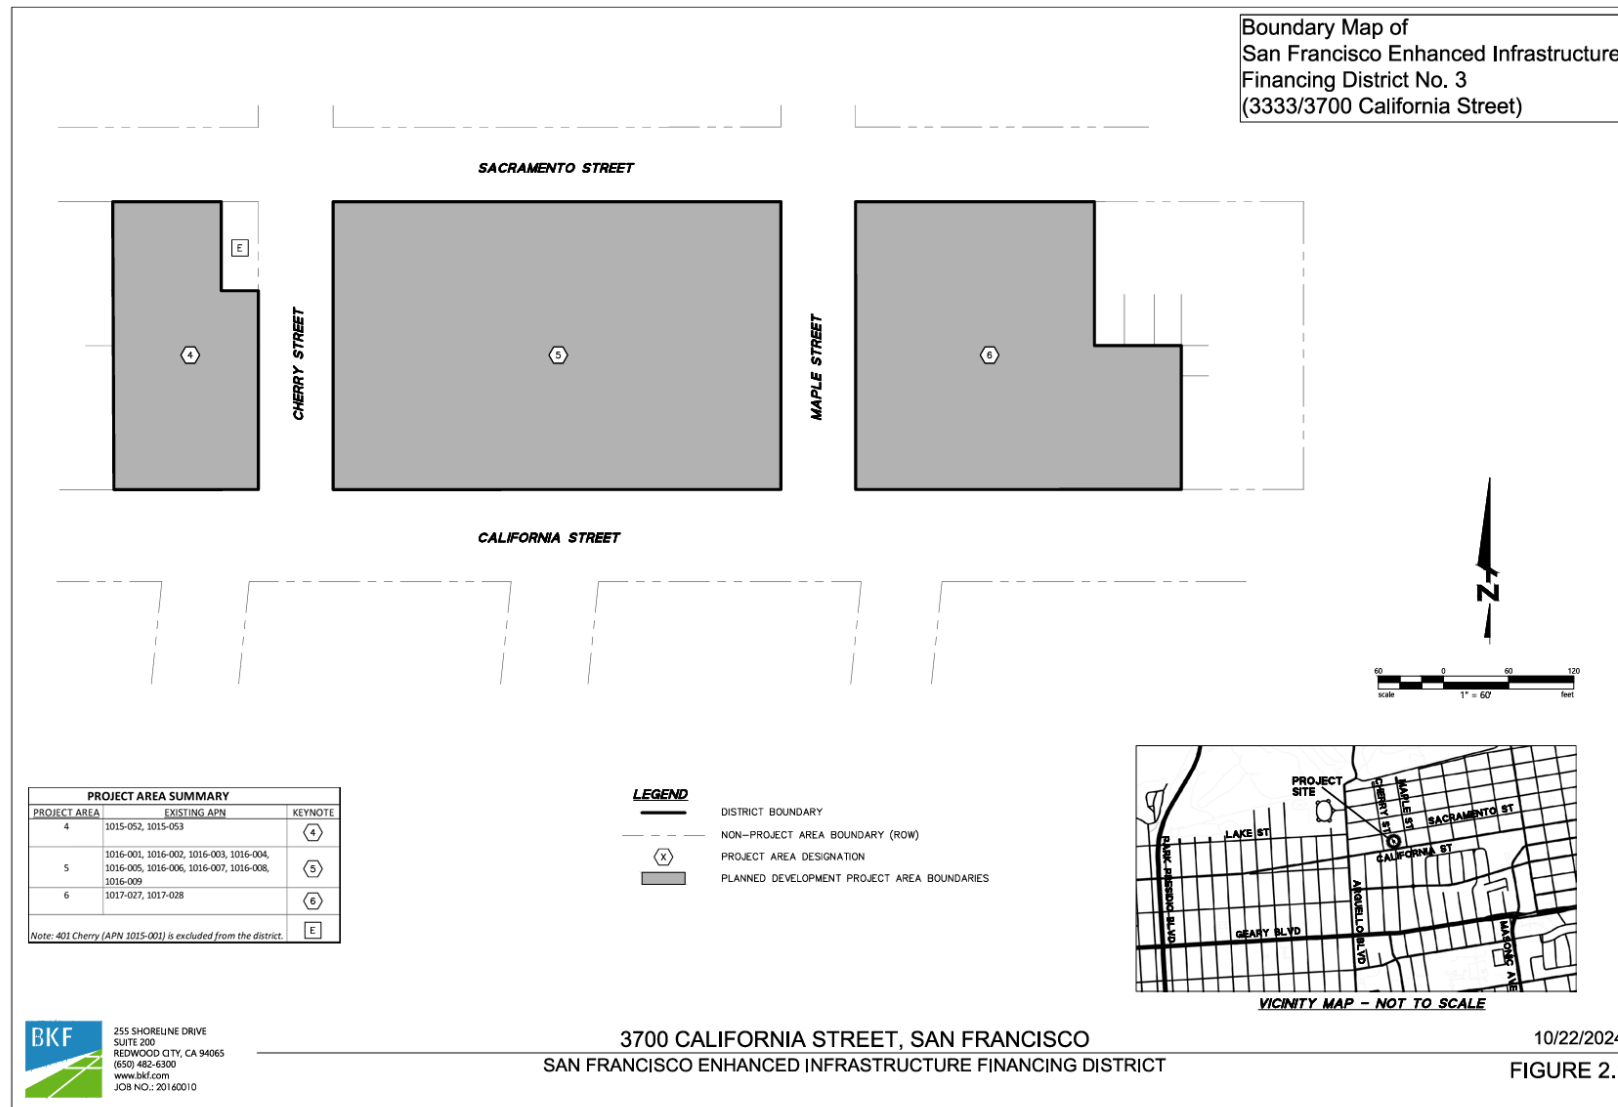 Boundary Map of
San Francisco Enhanced Infrastructure
Financing District No. 3
(3333/3700 California Street)
SACRAMENTO STREET
E
4
CHERRY STREET
5
MAPLE STREET
6
CALIFORNIA STREET
Z
60 0 60 120
scale 1" = 60' feet
PROJECT AREA SUMMARY
PROJECT AREA EXISTING APN KEYNOTE
4 1015-052, 1015-053 4
1016-001, 1016-002, 1016-003, 1016-004,
5 1016-005, 1016-006, 1016-007, 1016-008, 5
1016-009
6 1017-027, 1017-028 6
Note: 401 Cherry (APN 1015-001) is excluded from the district. E
LEGEND
DISTRICT BOUNDARY
NON-PROJECT AREA BOUNDARY (ROW)
X PROJECT AREA DESIGNATION
PLANNED DEVELOPMENT PROJECT AREA BOUNDARIES
PROJECT
SITE
CHERRY ST
MAPLE ST
SACRAMENTO ST
LAKE ST
CALIFORNIA ST
PARK PRESIDIO BLVD
ARGUELLO BLVD
GEARY BLVD
MASONIC AVE
VICINITY MAP - NOT TO SCALE
BKF
255 SHORELINE DRIVE
SUITE 200
REDWOOD CITY, CA 94065
(650) 482-6300
www.bkf.com
JOB NO.: 20160010
3700 CALIFORNIA STREET, SAN FRANCISCO
SAN FRANCISCO ENHANCED INFRASTRUCTURE FINANCING DISTRICT
10/22/2024
FIGURE 2.